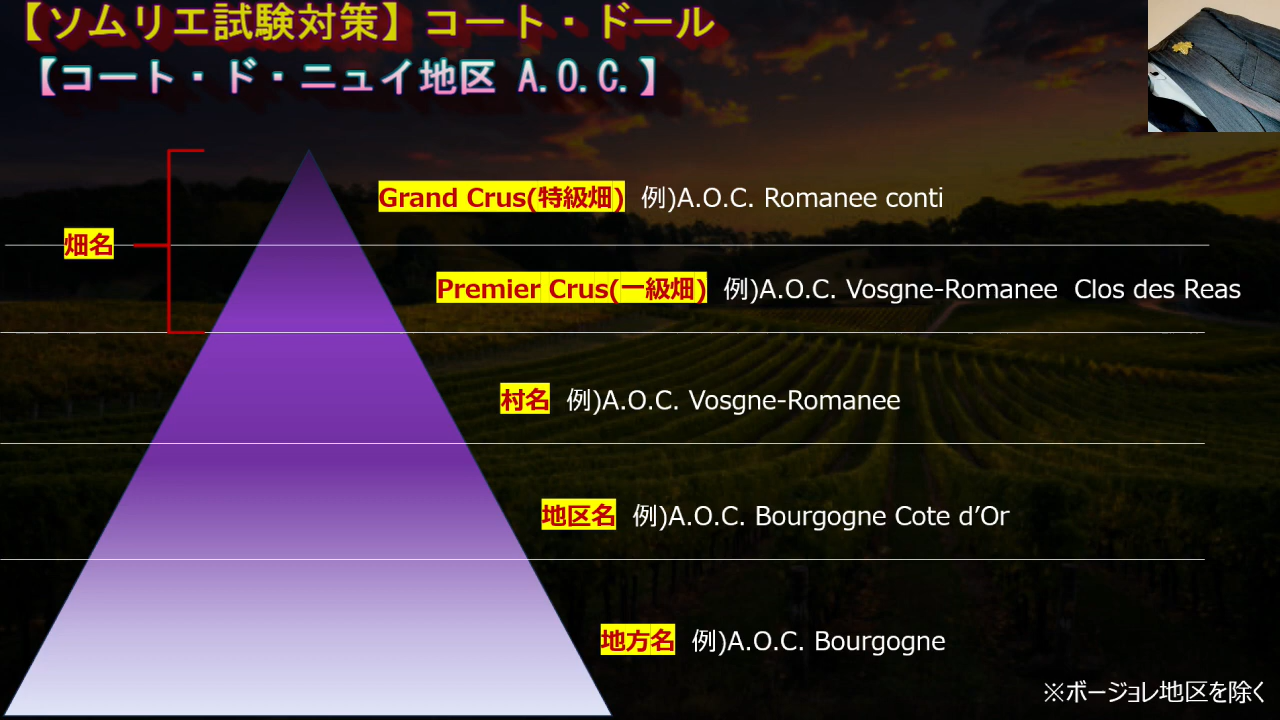 【ソムリエ試験対策】コート・ドール
【コート・ド・ニュイ地区 A.O.C.】
Grand Crus(特級畑) 例)A.O.C. Romanee conti
畑名
Premier Crus(一級畑) 例)A.O.C. Vosgne-Romanee Clos des Reas
村名 例)A.O.C. Vosgne-Romanee
地区名 例)A.O.C. Bourgogne Cote d’Or
地方名 例)A.O.C. Bourgogne
※ボージョレ地区を除く